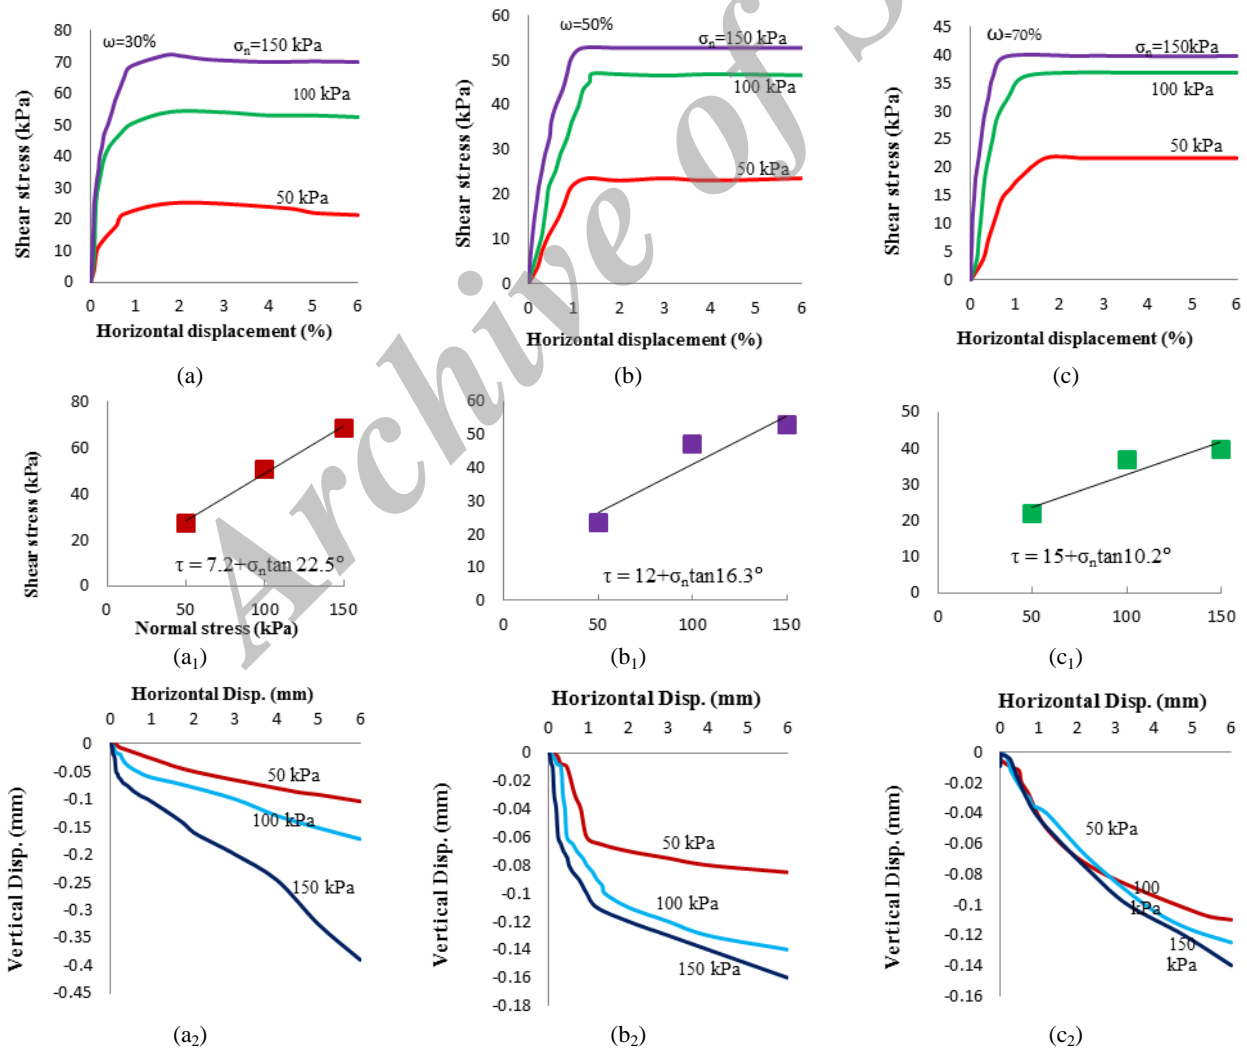 ω=30%
σn=150 kPa
100 kPa
50 kPa
80
70
60
50
40
30
20
10
0
0 1 2 3 4 5 6
Shear stress (kPa)
Horizontal displacement (%)
(a)
ω=50%
σn=150 kPa
100 kPa
50 kPa
60
50
40
30
20
10
0
0 1 2 3 4 5 6
Shear stress (kPa)
Horizontal displacement (%)
(b)
ω=70%
σn=150kPa
100 kPa
50 kPa
45
40
35
30
25
20
15
10
5
0
0 1 2 3 4 5 6
Shear stress (kPa)
Horizontal displacement (%)
(c)
80
60
40
20
0
0 50 100 150
Shear stress (kPa)
τ = 7.2+σntan 22.5°
Normal stress (kPa)
(a1)
60
50
40
30
20
10
0
0 50 100 150
τ = 12+σntan16.3°
(b1)
50
40
30
20
10
0
0 50 100 150
τ = 15+σntan10.2°
(c1)
Horizontal Disp. (mm)
0 1 2 3 4 5 6
0
-0.05
-0.1
-0.15
-0.2
-0.25
-0.3
-0.35
-0.4
-0.45
Vertical Disp. (mm)
50 kPa
100 kPa
150 kPa
(a2)
Horizontal Disp. (mm)
0 1 2 3 4 5 6
0
-0.02
-0.04
-0.06
-0.08
-0.1
-0.12
-0.14
-0.16
-0.18
Vertical Disp. (mm)
50 kPa
100 kPa
150 kPa
(b2)
Horizontal Disp. (mm)
0 1 2 3 4 5 6
0
-0.02
-0.04
-0.06
-0.08
-0.1
-0.12
-0.14
-0.16
Vertical Disp. (mm)
50 kPa
100
kPa
150
kPa
(c2)
Archive of S